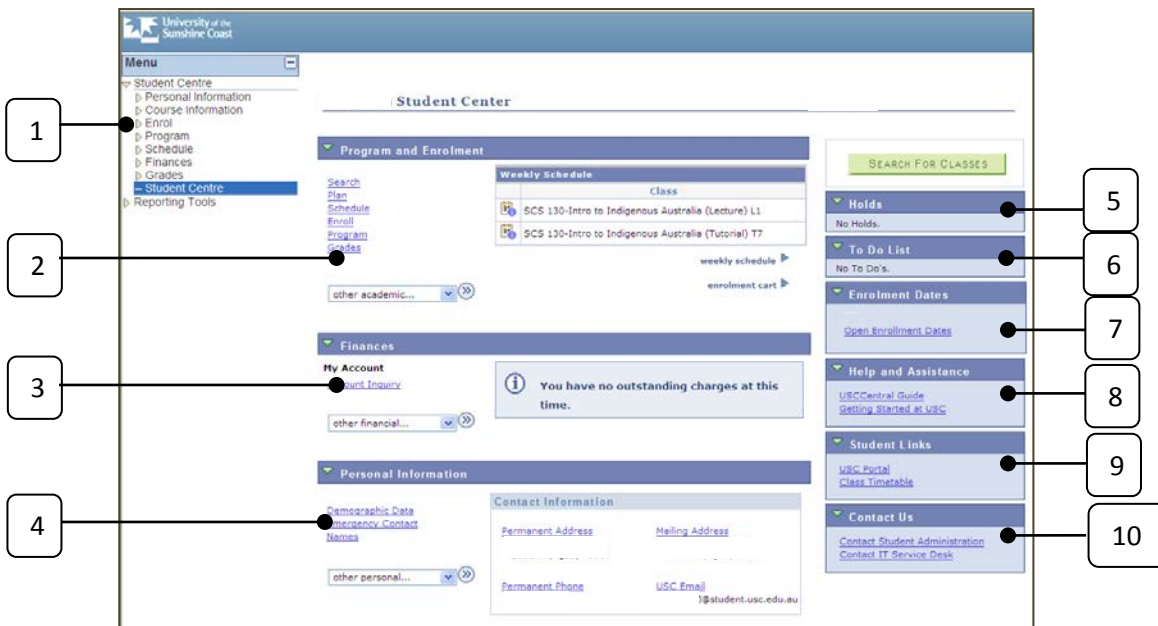 University of the
Sunshine Coast
Menu
Student Centre
Personal Information
Course Information
Enrol
Program
Schedule
Finances
Grades
Student Centre
Reporting Tools
1
2
3
4
Student Center
Program and Enrolment
Search
Plan
Schedule
Enroll
Program
Grades
other academic...
Weekly Schedule
Class
SCS 130-Intro to Indigenous Australia (Lecture) L1
SCS 130-Intro to Indigenous Australia (Tutorial) T7
weekly schedule
enrolment cart
Finances
My Account
Inquiry
other financial...
You have no outstanding charges at this
time.
Personal Information
Demographic Data
Emergency Contact
Names
other personal...
Contact Information
Permanent Address Mailing Address
Permanent Phone USC Email
@student.usc.edu.au
SEARCH FOR CLASSES
Holds
No Holds.
To Do List
No To Do's.
Enrolment Dates
Open Enrollment Dates
Help and Assistance
USCCentral Guide
Getting Started at USC
Student Links
USC Portal
Class Timetable
Contact Us
Contact Student Administration
Contact IT Service Desk
5
6
7
8
9
10